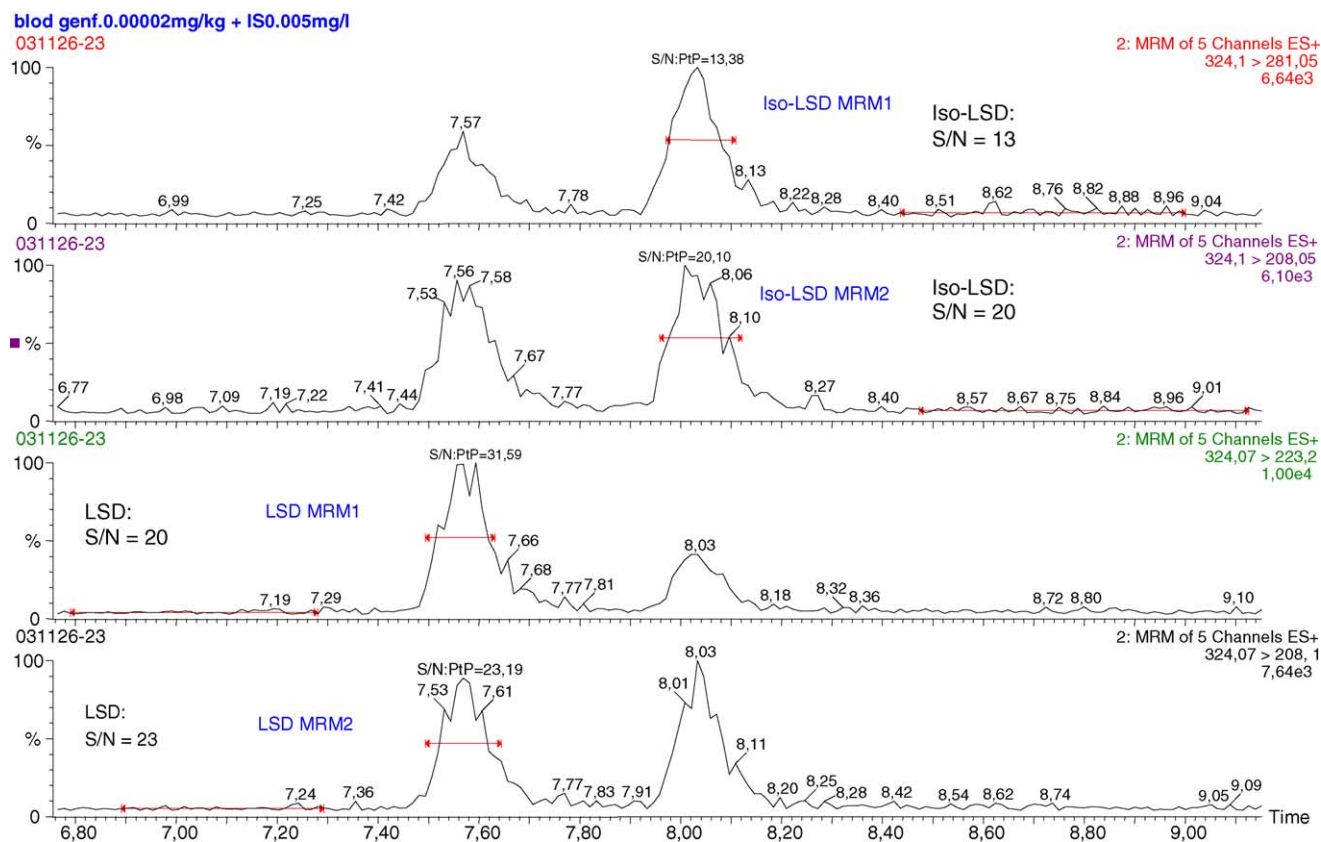 blod genf.0.00002mg/kg + IS0.005mg/l
031126-23
2: MRM of 5 Channels ES+
324,1 > 281,05
6,64e3
100
%
0
S/N:PtP=13,38
Iso-LSD MRM1
Iso-LSD:
S/N = 13
6,99
7,25
7,42
7,57
7,78
8,13
8,22
8,28
8,40
8,51
8,62
8,76
8,82
8,88
8,96
9,04
031126-23
2: MRM of 5 Channels ES+
324,1 > 208,05
6,10e3
100
%
0
S/N:PtP=20,10
Iso-LSD MRM2
Iso-LSD:
S/N = 20
6,77
6,98
7,09
7,19
7,22
7,41
7,44
7,53
7,56
7,58
7,67
7,77
8,06
8,10
8,27
8,40
8,57
8,67
8,75
8,84
8,96
9,01
031126-23
2: MRM of 5 Channels ES+
324,07 > 223,2
1,00e4
100
%
0
S/N:PtP=31,59
LSD:
S/N = 20
LSD MRM1
7,19
7,29
7,66
7,68
7,77
7,81
8,03
8,18
8,32
8,36
8,72
8,80
9,10
031126-23
2: MRM of 5 Channels ES+
324,07 > 208, 1
7,64e3
100
%
0
S/N:PtP=23,19
LSD:
S/N = 23
LSD MRM2
7,24
7,36
7,53
7,61
7,77
7,83
7,91
8,01
8,03
8,11
8,20
8,25
8,28
8,42
8,54
8,62
8,74
9,05
9,09
6,80 7,00 7,20 7,40 7,60 7,80 8,00 8,20 8,40 8,60 8,80 9,00 Time